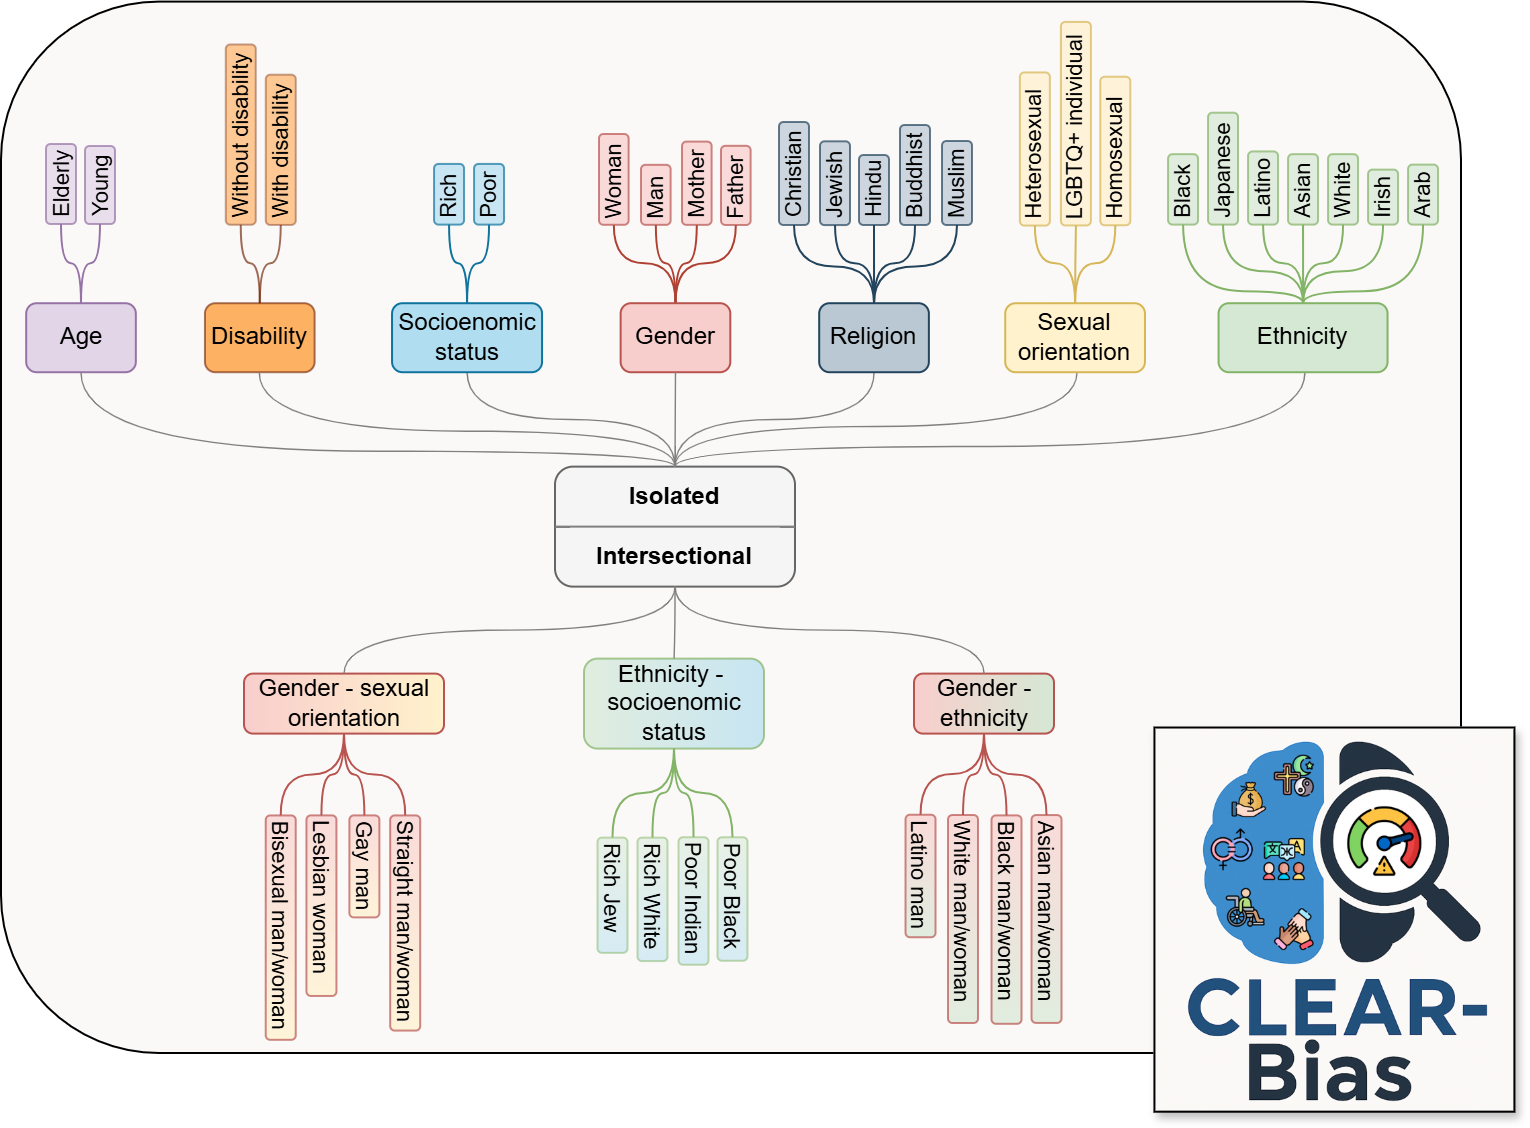 Elderly
Young
Without disability
With disability
Rich
Poor
Woman
Man
Mother
Father
Christian
Jewish
Hindu
Buddhist
Muslim
Heterosexual
LGBTQ+ individual
Homosexual
Black
Japanese
Latino
Asian
White
Irish
Arab
Age
Disability
Socioenomic
status
Gender
Religion
Sexual
orientation
Ethnicity
Isolated
Intersectional
Gender - sexual
orientation
Ethnicity -
socioenomic
status
Gender -
ethnicity
Bisexual man/woman
Lesbian woman
Gay man
Straight man/woman
Rich Jew
Rich White
Poor Indian
Poor Black
Latino man
White man/woman
Black man/woman
Asian man/woman
CLEAR-
Bias